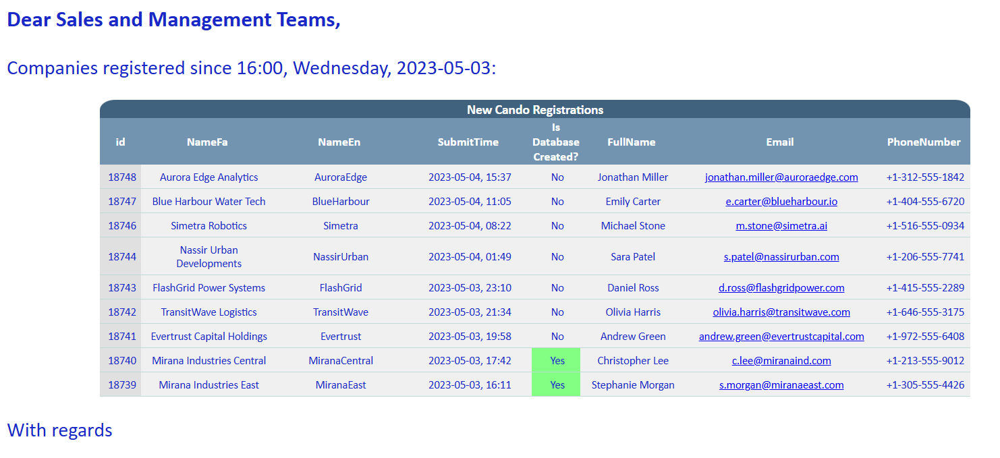 Dear Sales and Management Teams,
Companies registered since 16:00, Wednesday, 2023-05-03:
New Cando Registrations
id NameFa NameEn SubmitTime Is Database Created? FullName Email PhoneNumber
18748 Aurora Edge Analytics AuroraEdge 2023-05-04, 15:37 No Jonathan Miller jonathan.miller@auroraedge.com +1-312-555-1842
18747 Blue Harbour Water Tech BlueHarbour 2023-05-04, 11:05 No Emily Carter e.carter@blueharbour.io +1-404-555-6720
18746 Simetra Robotics Simetra 2023-05-04, 08:22 No Michael Stone m.stone@simetra.ai +1-516-555-0934
18744 Nassir Urban Developments NassirUrban 2023-05-04, 01:49 No Sara Patel s.patel@nassirurban.com +1-206-555-7741
18743 FlashGrid Power Systems FlashGrid 2023-05-03, 23:10 No Daniel Ross d.ross@flashgridpower.com +1-415-555-2289
18742 TransitWave Logistics TransitWave 2023-05-03, 21:34 No Olivia Harris olivia.harris@transitwave.com +1-646-555-3175
18741 Evertrust Capital Holdings Evertrust 2023-05-03, 19:58 No Andrew Green andrew.green@evertrustcapital.com +1-972-555-6408
18740 Mirana Industries Central MiranaCentral 2023-05-03, 17:42 Yes Christopher Lee c.lee@miranaind.com +1-213-555-9012
18739 Mirana Industries East MiranaEast 2023-05-03, 16:11 Yes Stephanie Morgan s.morgan@miranaeast.com +1-305-555-4426
With regards